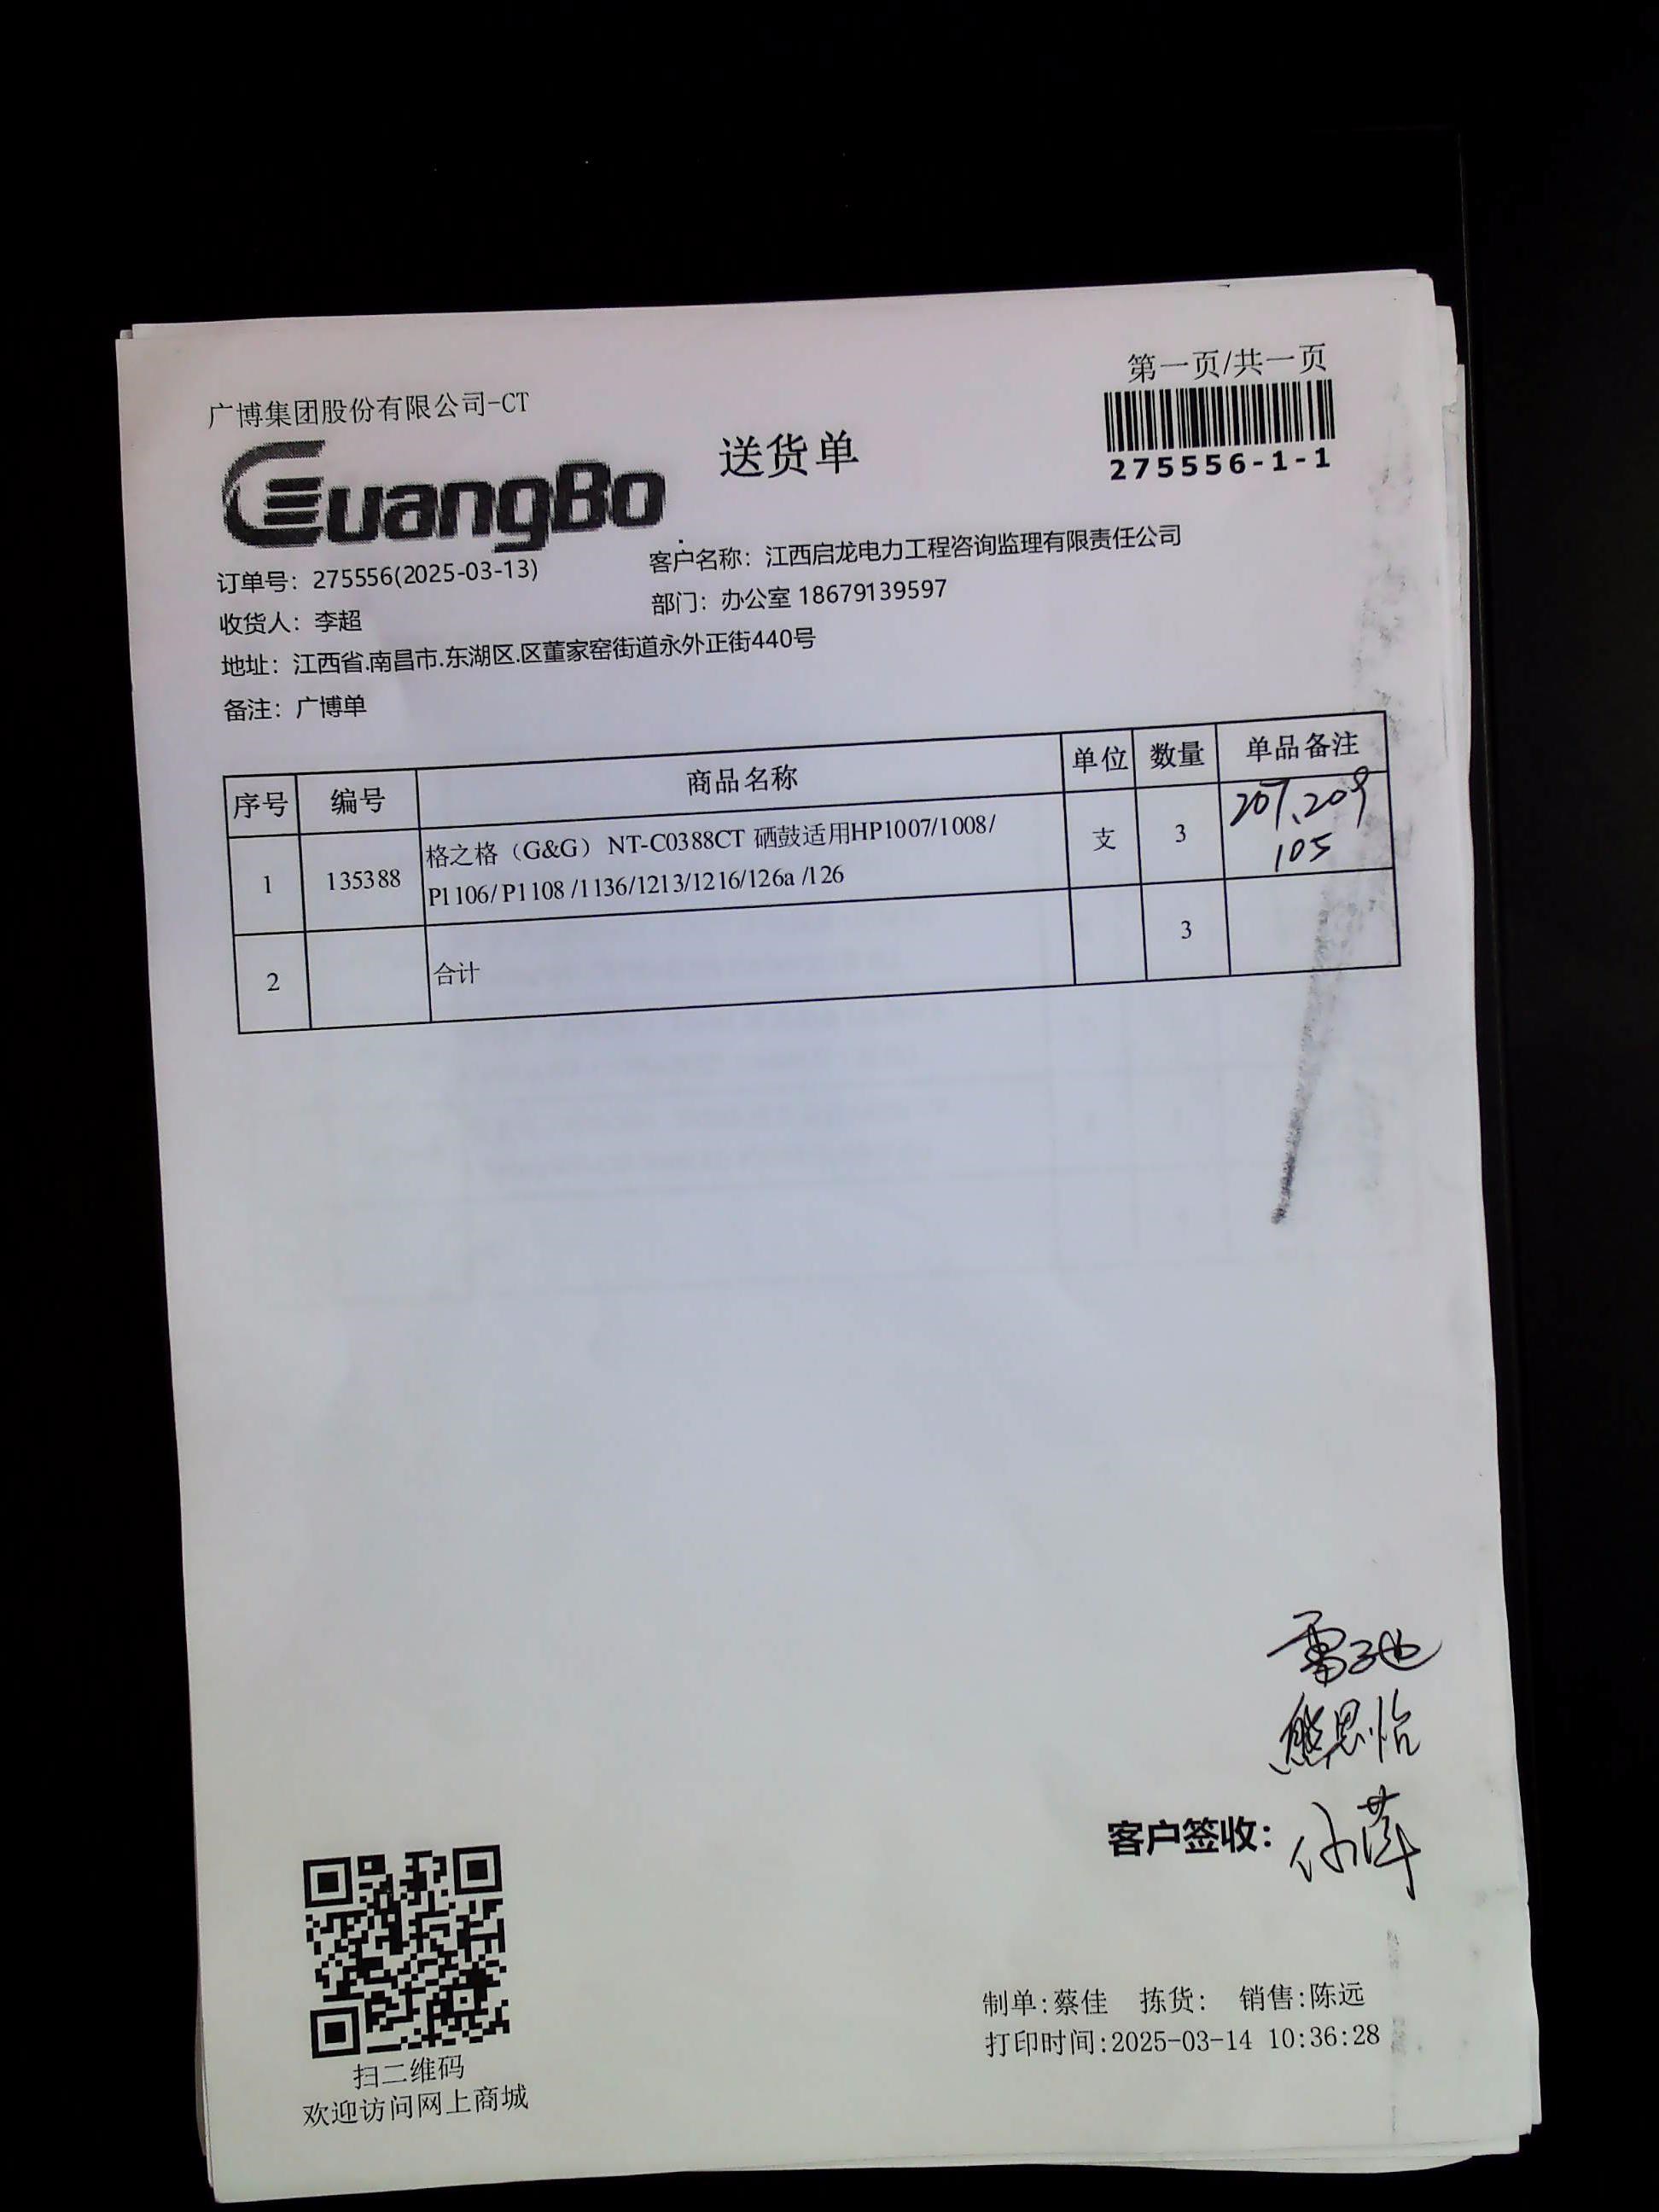 第一页/共一页
广博集团股份有限公司-CT
275556-1-1
GuangBo
送货单
订单号：275556(2025-03-13)
客户名称：江西启龙电力工程咨询监理有限责任公司
收货人：李超
部门：办公室 18679139597
地址：江西省.南昌市.东湖区.区董家窑街道永外正街440号
备注：广博单
序号 编号 商品名称 单位 数量 单品备注
1 135388 格之格（G&G） NT-C0388CT 硒鼓适用HP1007/1008/ 支 3 207、209
P1106/ P1108 /1136/1213/1216/126a /126 105
2 合计 3
熊思怡
客户签收：
制单:蔡佳 拣货: 销售:陈远
打印时间:2025-03-14 10:36:28
扫二维码
欢迎访问网上商城